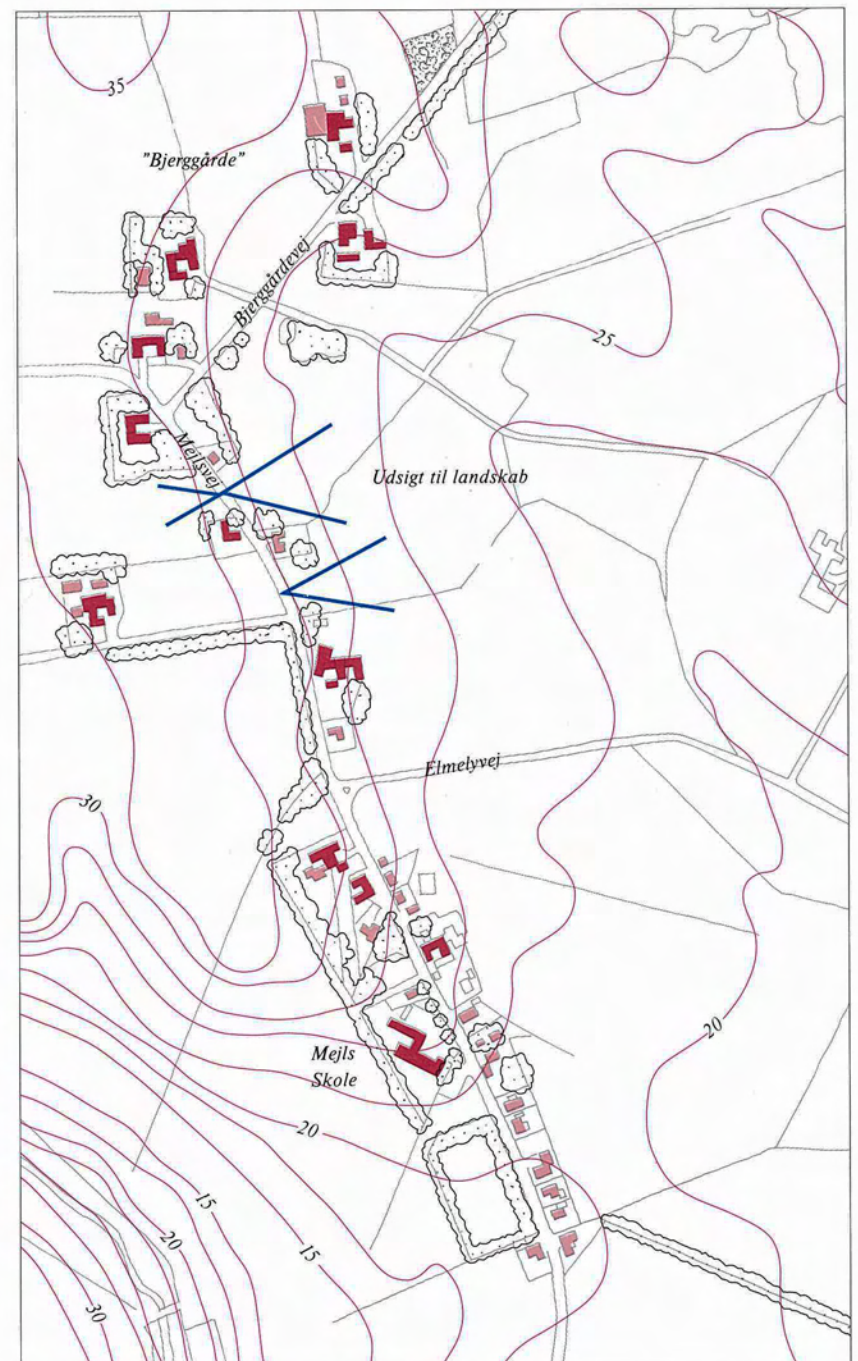 35
"Bjerggårde"
Bjerggårdevej
25
Mejlsvej
Udsigt til landskab
Elmelyvej
30
20
Mejls
Skole
20
15
20
15
30